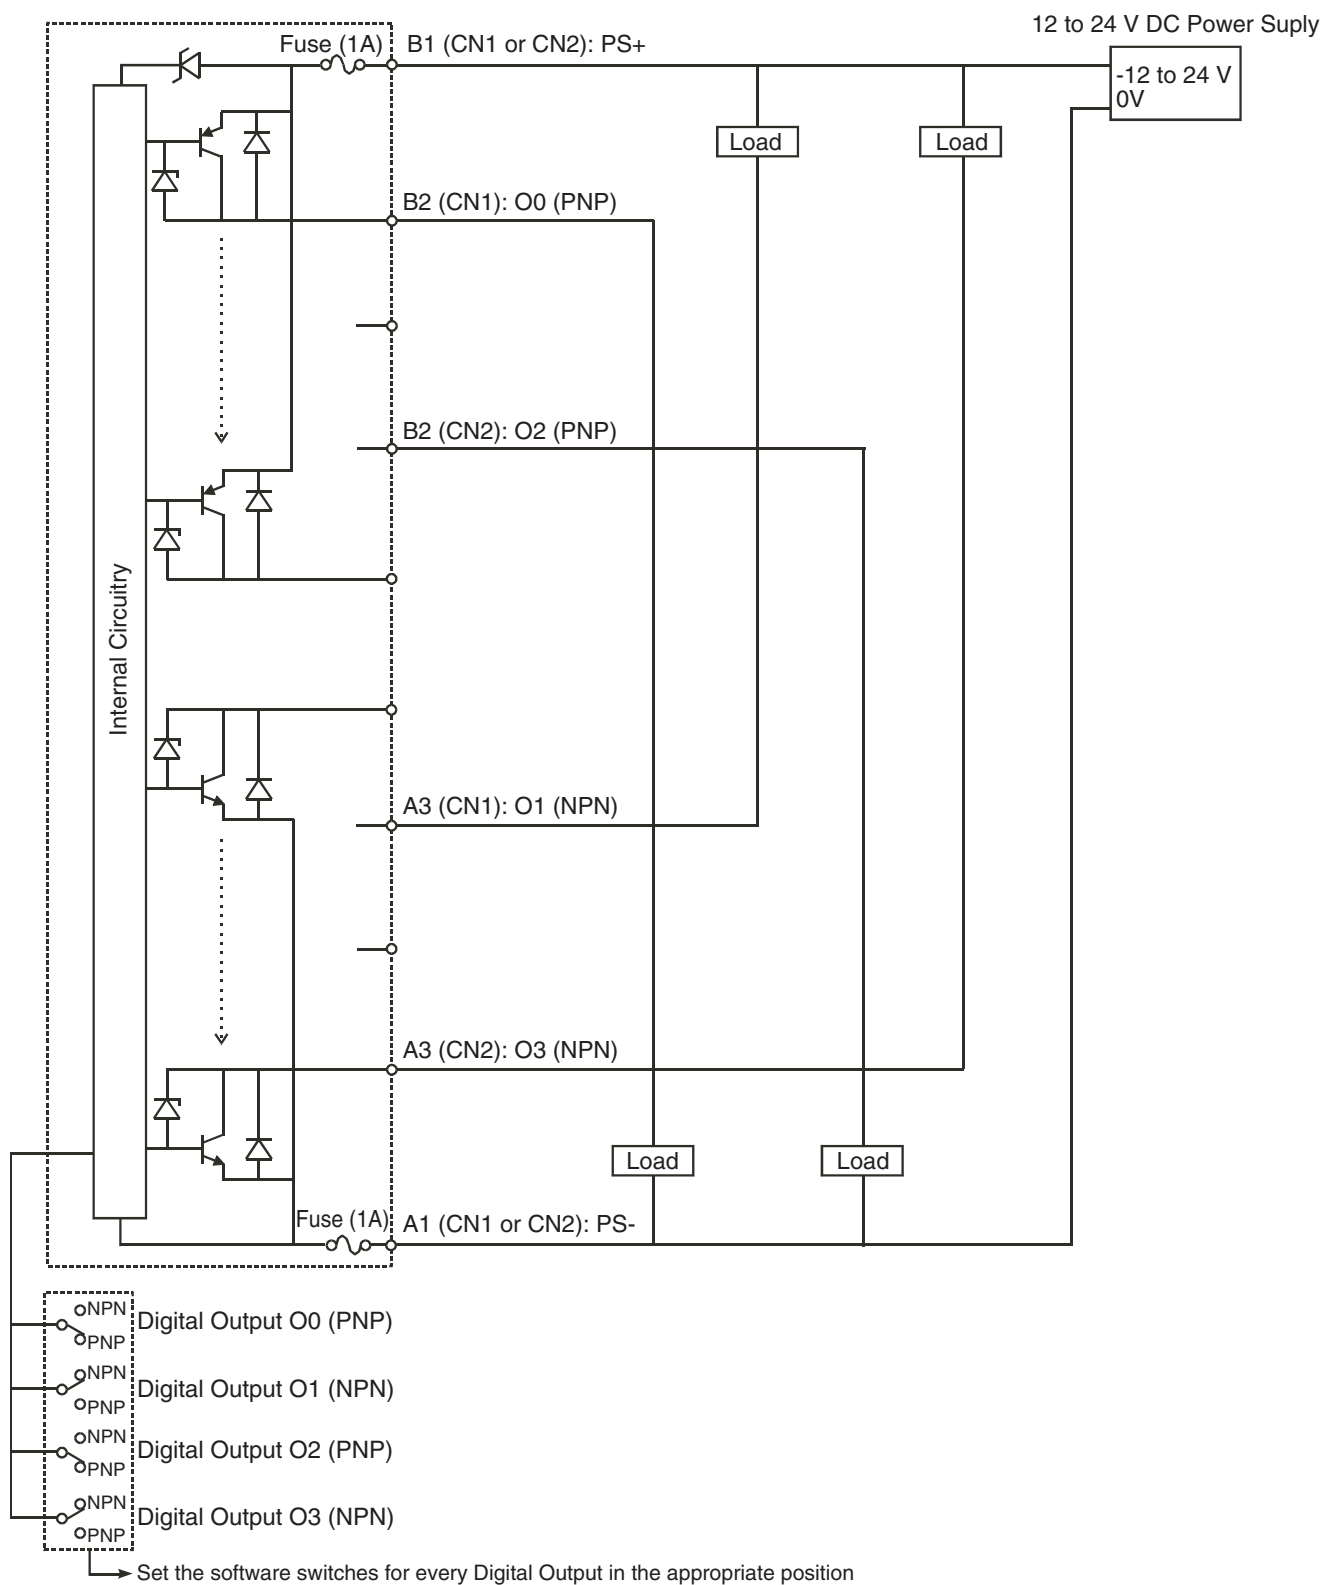 12 to 24 V DC Power Suply
Fuse (1A)
B1 (CN1 or CN2): PS+
-12 to 24 V
0V
Load
Load
B2 (CN1): O0 (PNP)
B2 (CN2): O2 (PNP)
Internal Circuitry
A3 (CN1): O1 (NPN)
A3 (CN2): O3 (NPN)
Load
Load
Fuse (1A)
A1 (CN1 or CN2): PS-
NPN
Digital Output O0 (PNP)
PNP
NPN
Digital Output O1 (NPN)
PNP
NPN
Digital Output O2 (PNP)
PNP
NPN
Digital Output O3 (NPN)
PNP
Set the software switches for every Digital Output in the appropriate position